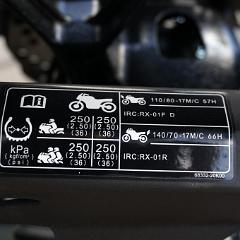 110/80-17M/C 57H
IRC:RX-01F D
250 250
(2.50) (2.50)
(36) (36)
140/70-17M/C 66H
kPa 250 250
(kgf/cm²) (2.50) (2.50)
(psi) (36) (36)
IRC:RX-01R